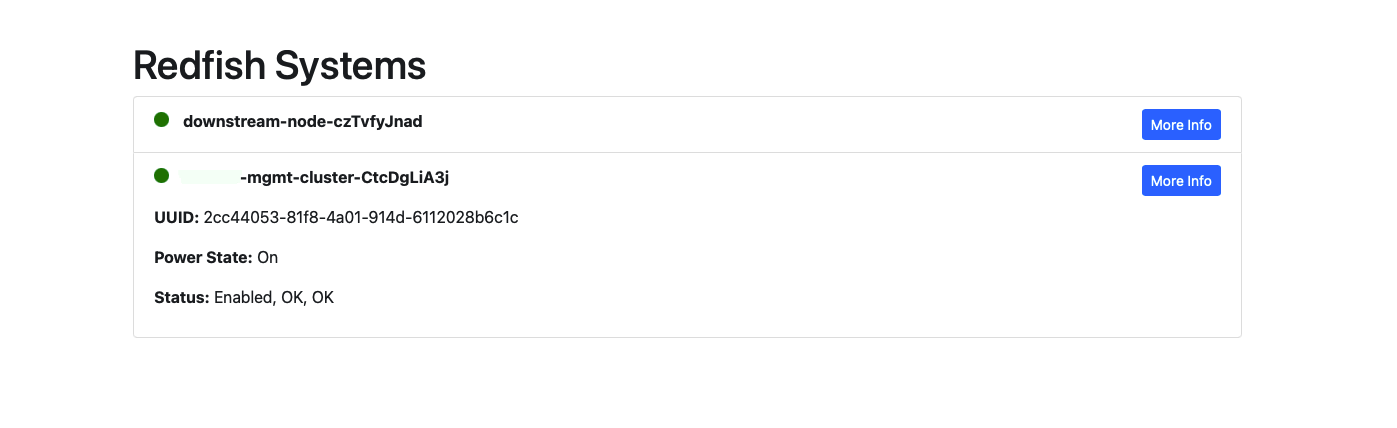 Redfish Systems
downstream-node-czTvfyJnad
More Info
-mgmt-cluster-CtcDgLiA3j
More Info
UUID: 2cc44053-81f8-4a01-914d-6112028b6c1c
Power State: On
Status: Enabled, OK, OK